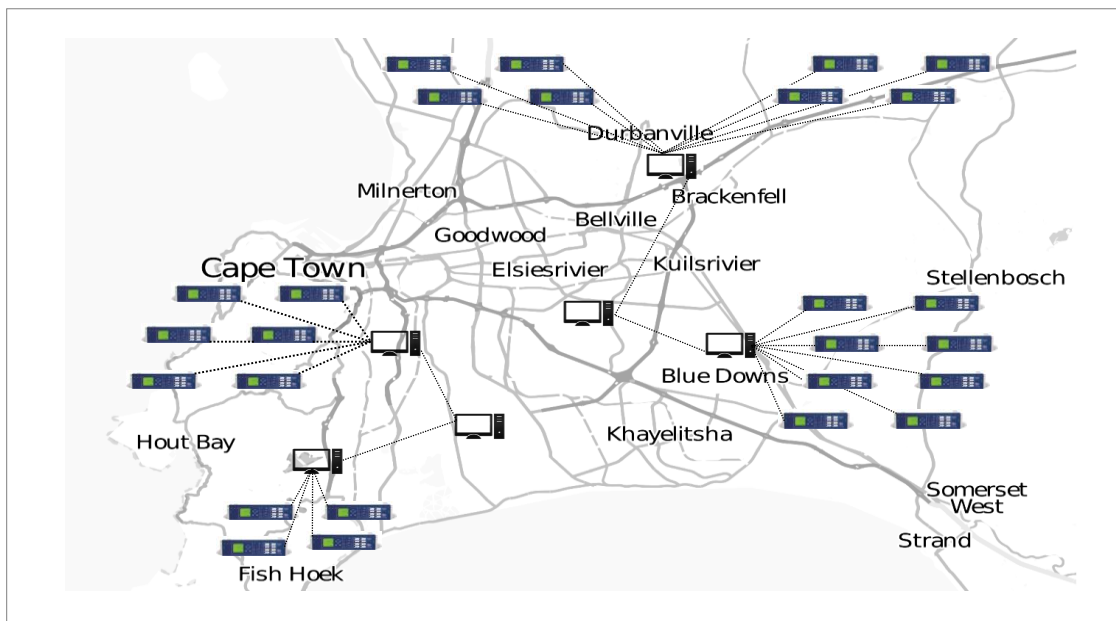 Durbanville
Milnerton
Brackenfell
Bellville
Goodwood
Elsiesrivier
Kuilsrivier
Cape Town
Stellenbosch
Blue Downs
Hout Bay
Khayelitsha
Somerset
West
Strand
Fish Hoek